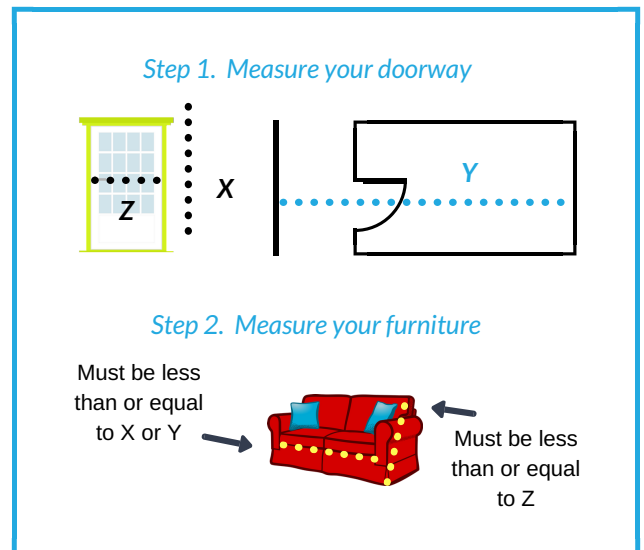 Step 1. Measure your doorway
Z
X
Y
Step 2. Measure your furniture
Must be less
than or equal
to X or Y
Must be less
than or equal
to Z